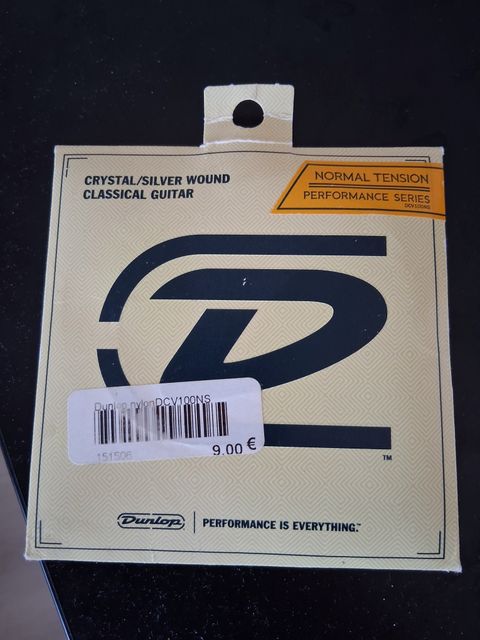 CRYSTAL/SILVER WOUND
CLASSICAL GUITAR
NORMAL TENSION
PERFORMANCE SERIES
DCV100NS
D
TM
Dunlop nylonDCV100NS
151506
9.00 €
Dunlop
PERFORMANCE IS EVERYTHING.™